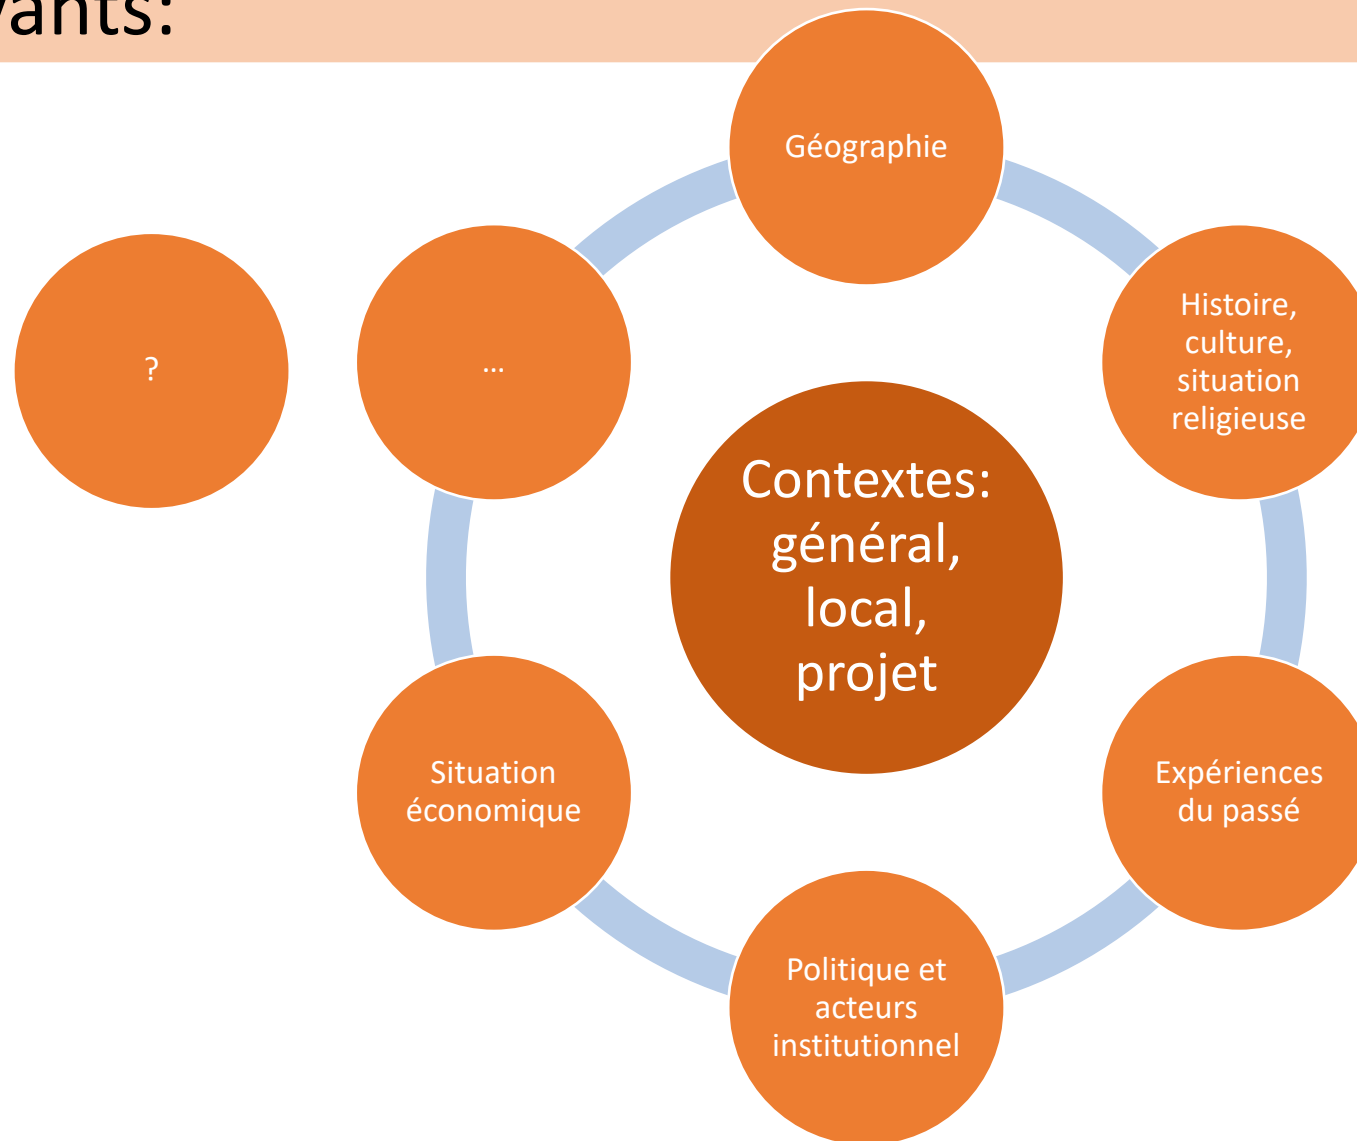 vants:
Géographie
Histoire,
culture,
situation
religieuse
?
...
Contextes:
général,
local,
projet
Situation
économique
Expériences
du passé
Politique et
acteurs
institutionnel